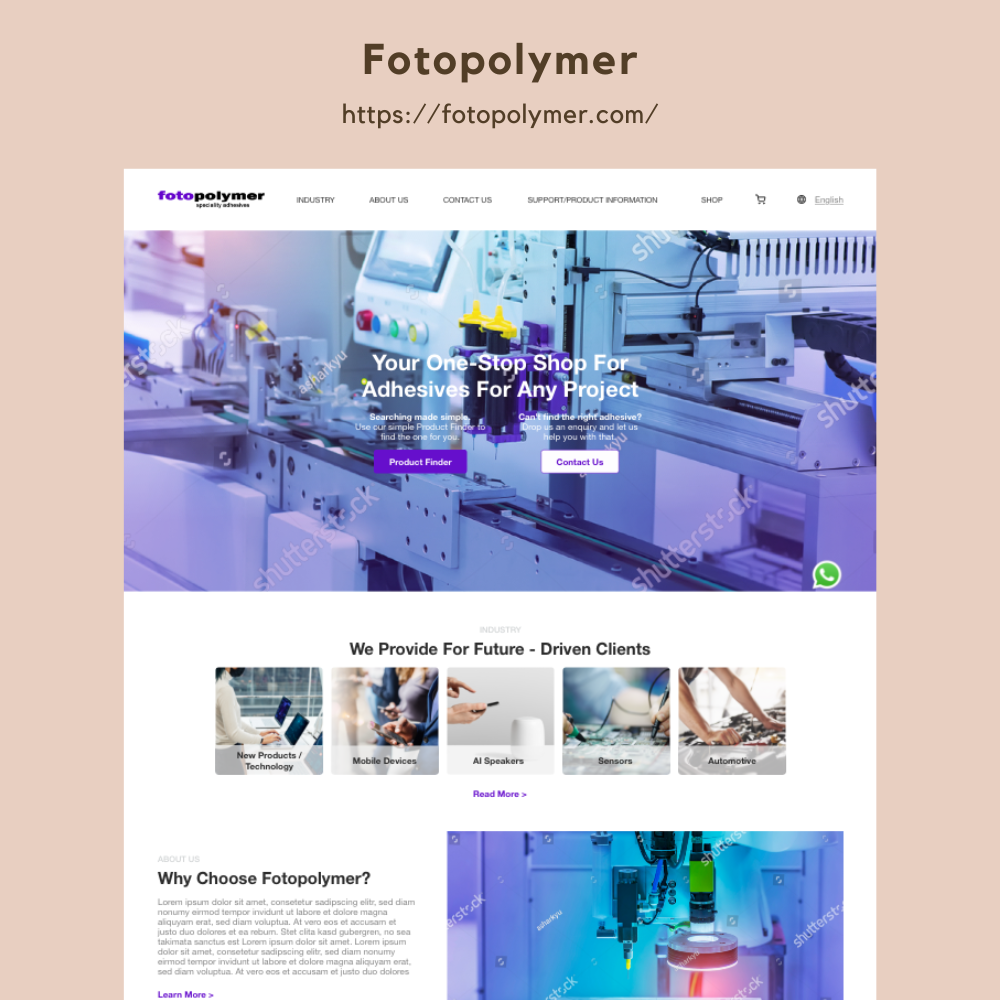 Fotopolymer
https://fotopolymer.com/
fotopolymer
speciality adhesives
INDUSTRY
ABOUT US
CONTACT US
SUPPORT/PRODUCT INFORMATION
SHOP
English
shutterstock
asharkyu
Your One-Stop Shop For
Adhesives For Any Project
Searching made simple.
Use our simple Product Finder to
find the one for you.
Product Finder
Can't find the right adhesive?
Drop us an enquiry and let us
help you with that.
Contact Us
shutterstock
shutterstock
shutterstock
INDUSTRY
We Provide For Future - Driven Clients
New Products /
Technology
Mobile Devices
AI Speakers
Sensors
Automotive
Read More >
ABOUT US
Why Choose Fotopolymer?
Lorem ipsum dolor sit amet, consetetur sadipscing elitr, sed diam
nonumy eirmod tempor invidunt ut labore et dolore magna
aliquyam erat, sed diam voluptua. At vero eos et accusam et
justo duo dolores et ea rebum. Stet clita kasd gubergren, no sea
takimata sanctus est Lorem ipsum dolor sit amet. Lorem ipsum
dolor sit amet, consetetur sadipscing elitr, sed diam nonumy
eirmod tempor invidunt ut labore et dolore magna aliquyam erat,
sed diam voluptua. At vero eos et accusam et justo duo dolores
Learn More >
asharkyu